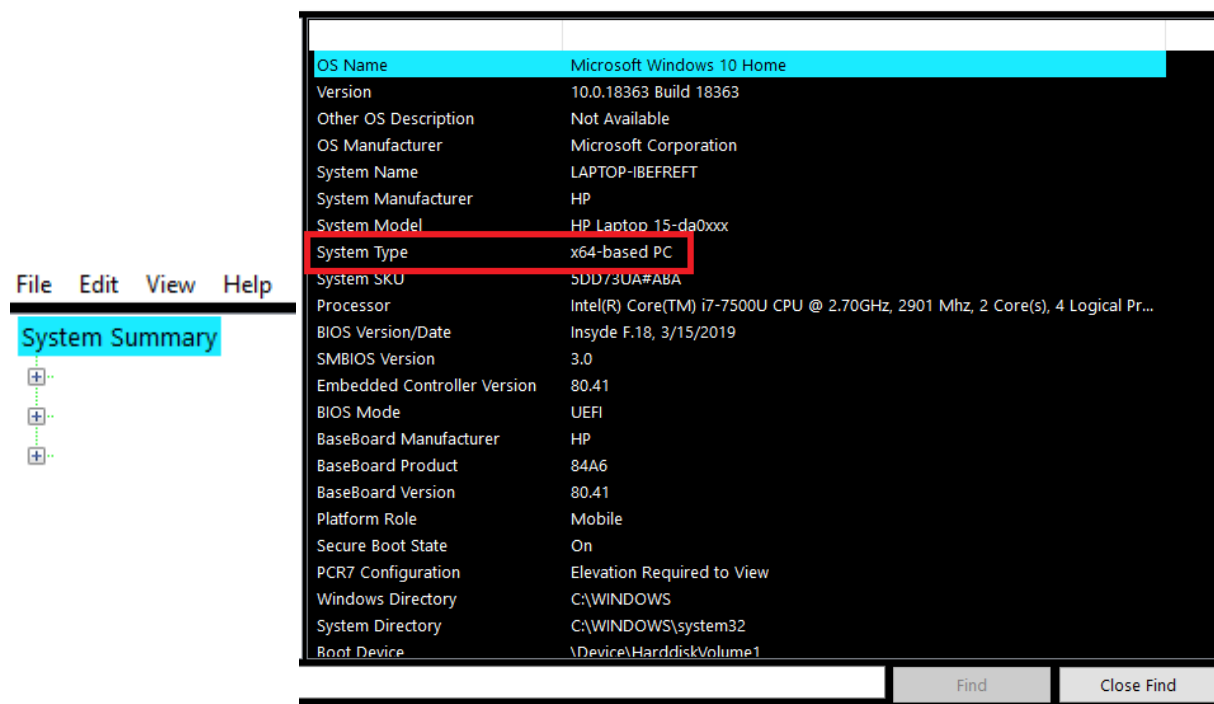 File Edit View Help
System Summary
OS Name Microsoft Windows 10 Home
Version 10.0.18363 Build 18363
Other OS Description Not Available
OS Manufacturer Microsoft Corporation
System Name LAPTOP-IBEFREFT
System Manufacturer HP
System Model HP Laptop 15-da0xxx
System Type x64-based PC
System SKU 5DD73UA#ABA
Processor Intel(R) Core(TM) i7-7500U CPU @ 2.70GHz, 2901 Mhz, 2 Core(s), 4 Logical Pr...
BIOS Version/Date Insyde F.18, 3/15/2019
SMBIOS Version 3.0
Embedded Controller Version 80.41
BIOS Mode UEFI
BaseBoard Manufacturer HP
BaseBoard Product 84A6
BaseBoard Version 80.41
Platform Role Mobile
Secure Boot State On
PCR7 Configuration Elevation Required to View
Windows Directory C:\WINDOWS
System Directory C:\WINDOWS\system32
Boot Device \Device\HarddiskVolume1
Find Close Find